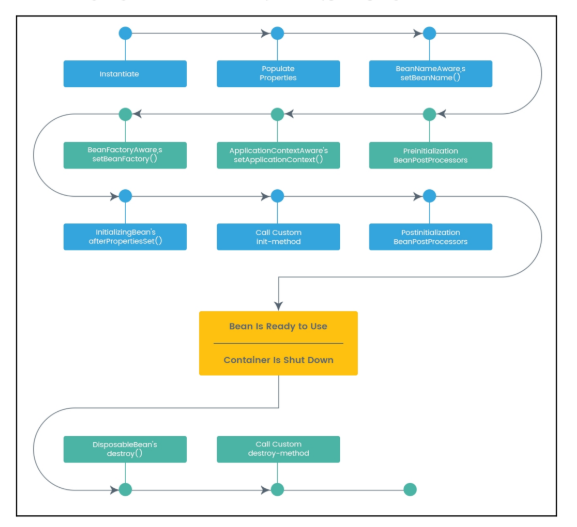 Instantiate
Populate
Properties
BeanNameAware,s
setBeanName()
BeanFactoryAware,s
setBeanFactory()
ApplicationContextAware's
setApplicationContext()
Preinitialization
BeanPostProcessors
InitializingBean's
afterPropertiesSet()
Call Custom
init-method
Postinitialization
BeanPostProcessors
Bean Is Ready to Use
Container Is Shut Down
DisposableBean's
destroy()
Call Custom
destroy-method